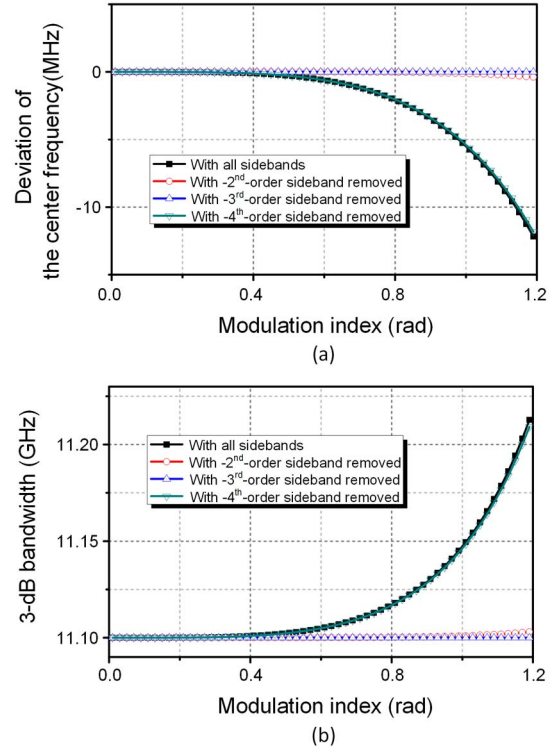 Deviation of
the center frequency(MHz)
0
-10
With all sidebands
With -2nd-order sideband removed
With -3rd-order sideband removed
With -4th-order sideband removed
0.0 0.4 0.8 1.2
Modulation index (rad)
(a)
3-dB bandwidth (GHz)
11.20
11.15
11.10
With all sidebands
With -2nd-order sideband removed
With -3rd-order sideband removed
With -4th-order sideband removed
0.0 0.4 0.8 1.2
Modulation index (rad)
(b)